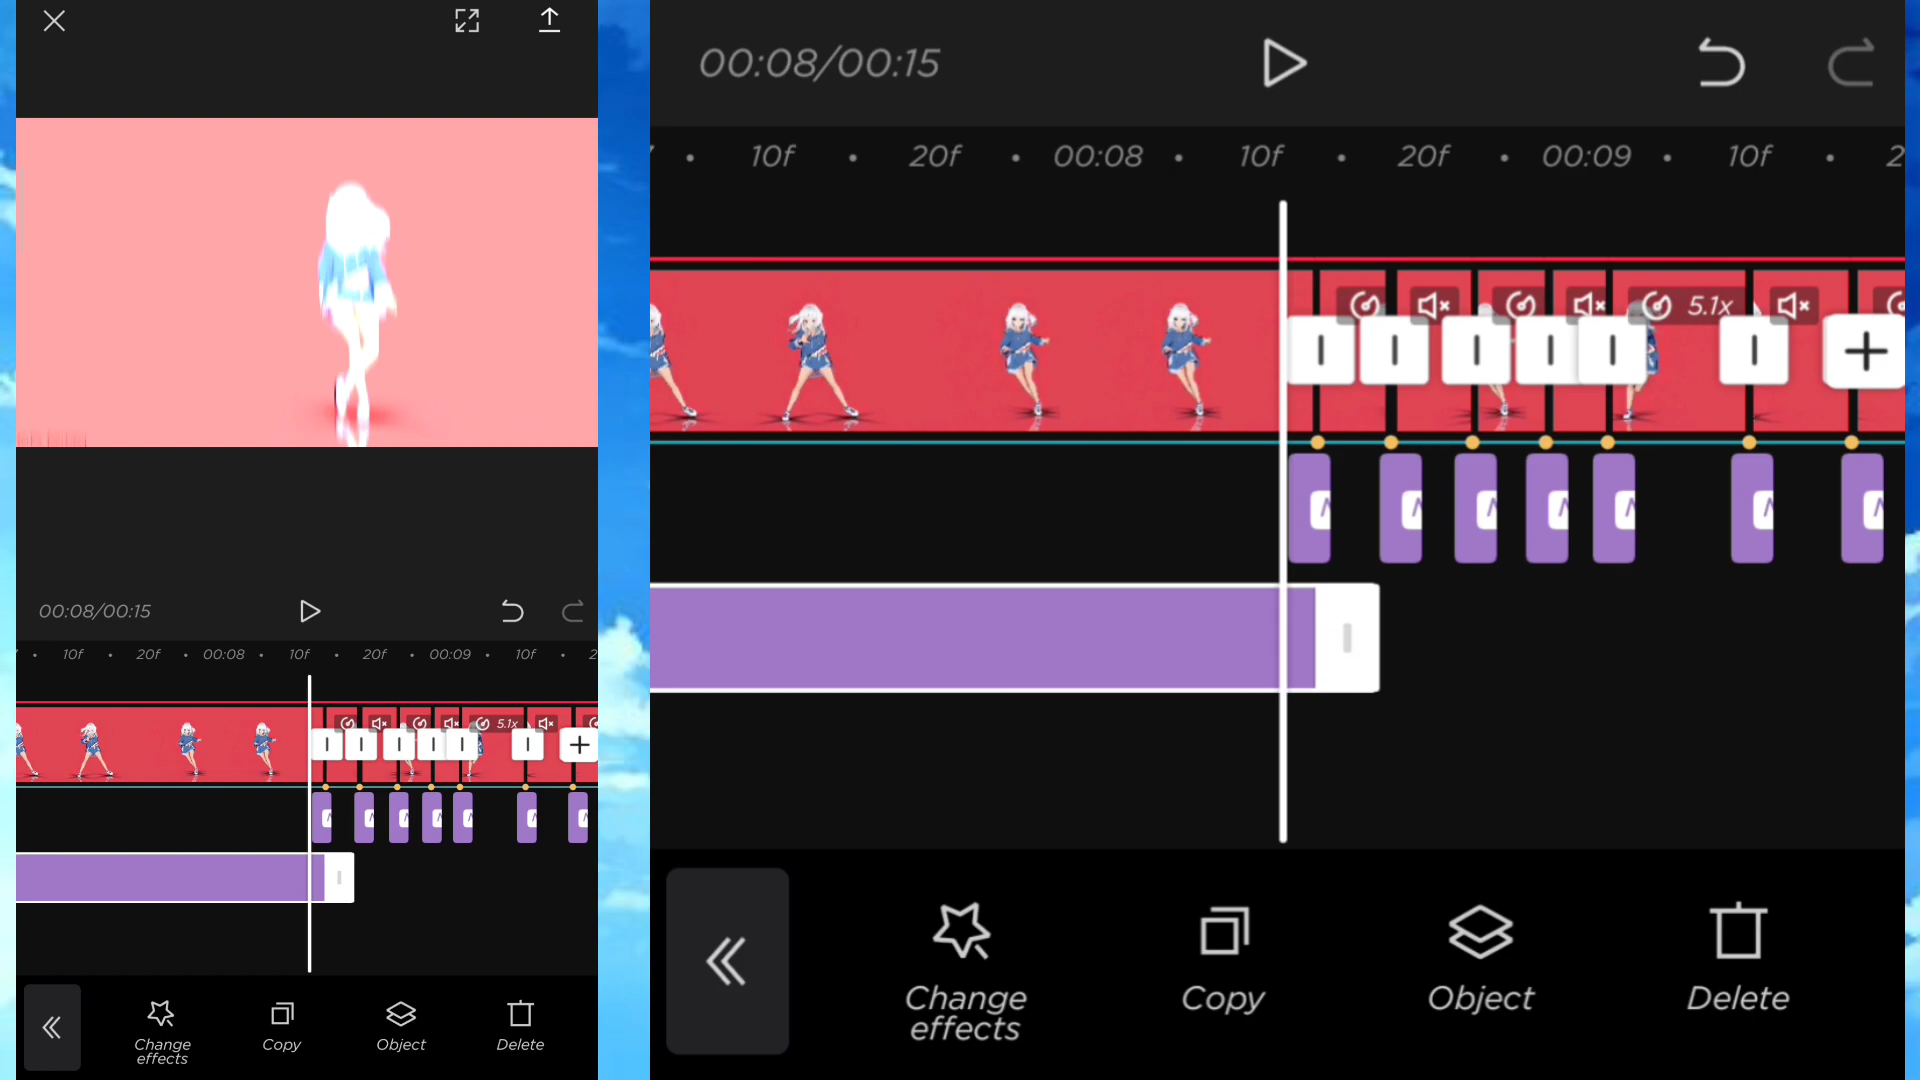 00:08/00:15
10f 20f 00:08 10f 20f 00:09 10f 2
5.1x
Change
effects
Copy
Object
Delete
00:08/00:15
10f 20f 00:08 10f 20f 00:09 10f 2
5.1x
Change
effects
Copy
Object
Delete